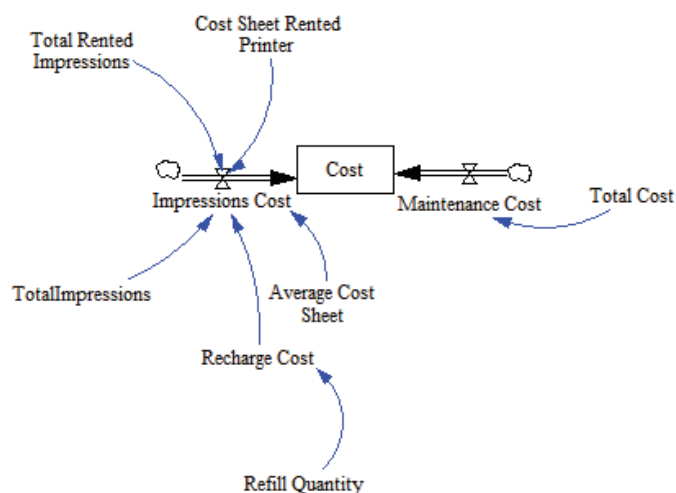 Total Rented
Impressions
Cost Sheet Rented
Printer
Cost
Impressions Cost
Maintenance Cost
Total Cost
TotalImpressions
Average Cost
Sheet
Recharge Cost
Refill Quantity